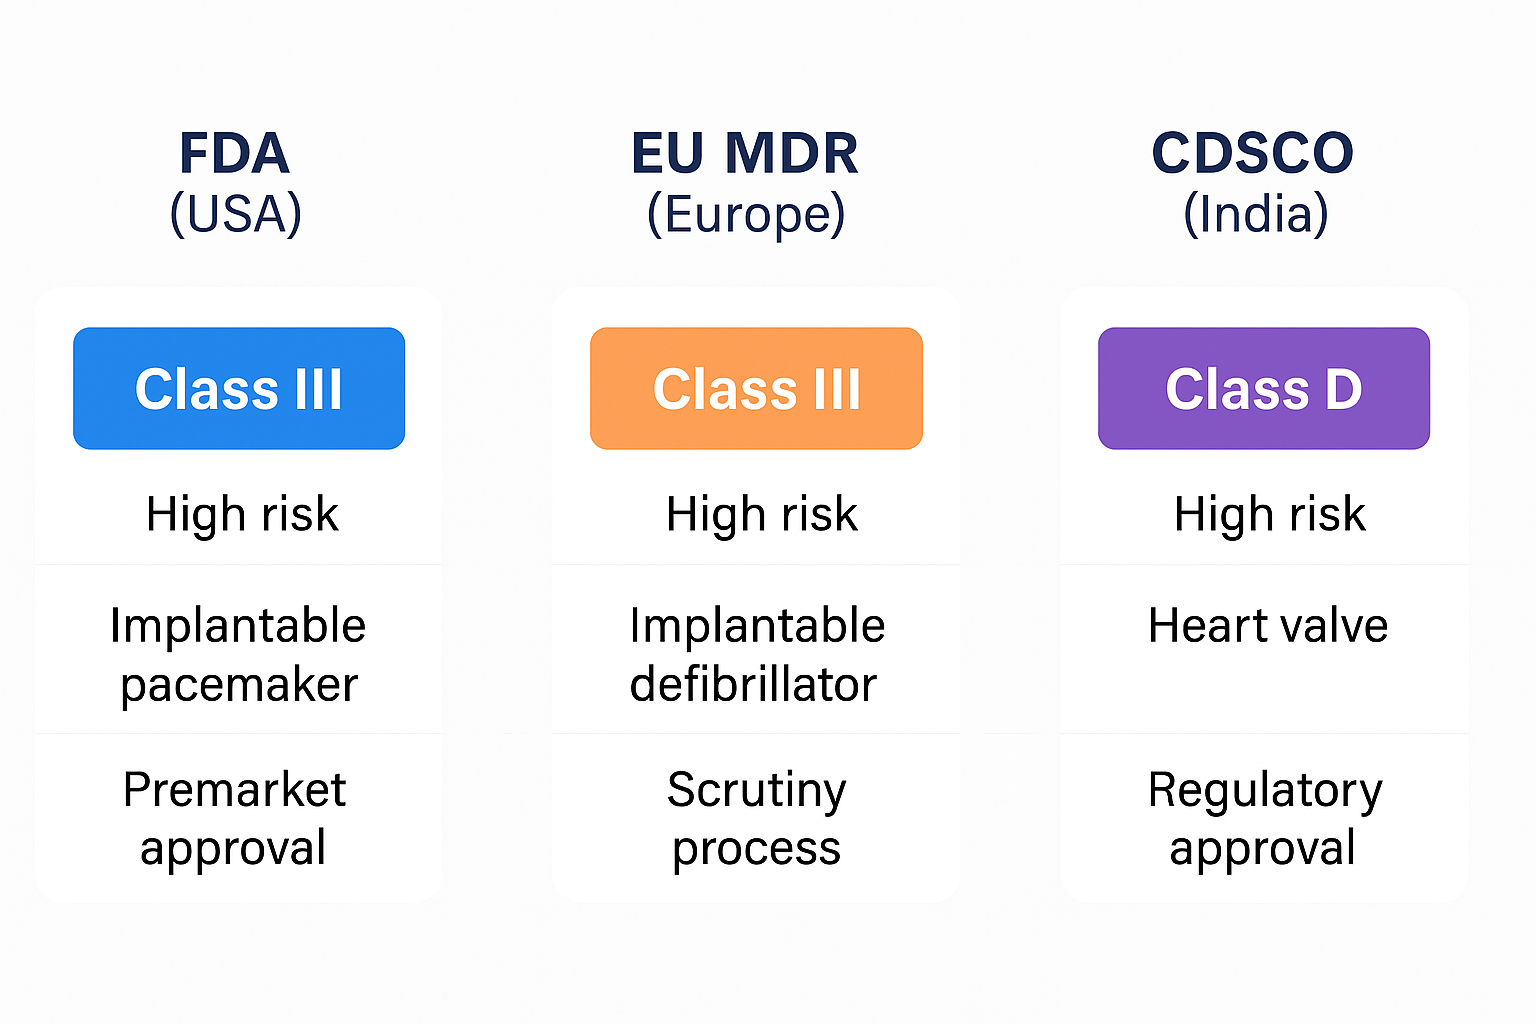 FDA
(USA)
Class III
High risk
Implantable
pacemaker
Premarket
approval
EU MDR
(Europe)
Class III
High risk
Implantable
defibrillator
Scrutiny
process
CDSCO
(India)
Class D
High risk
Heart valve
Regulatory
approval